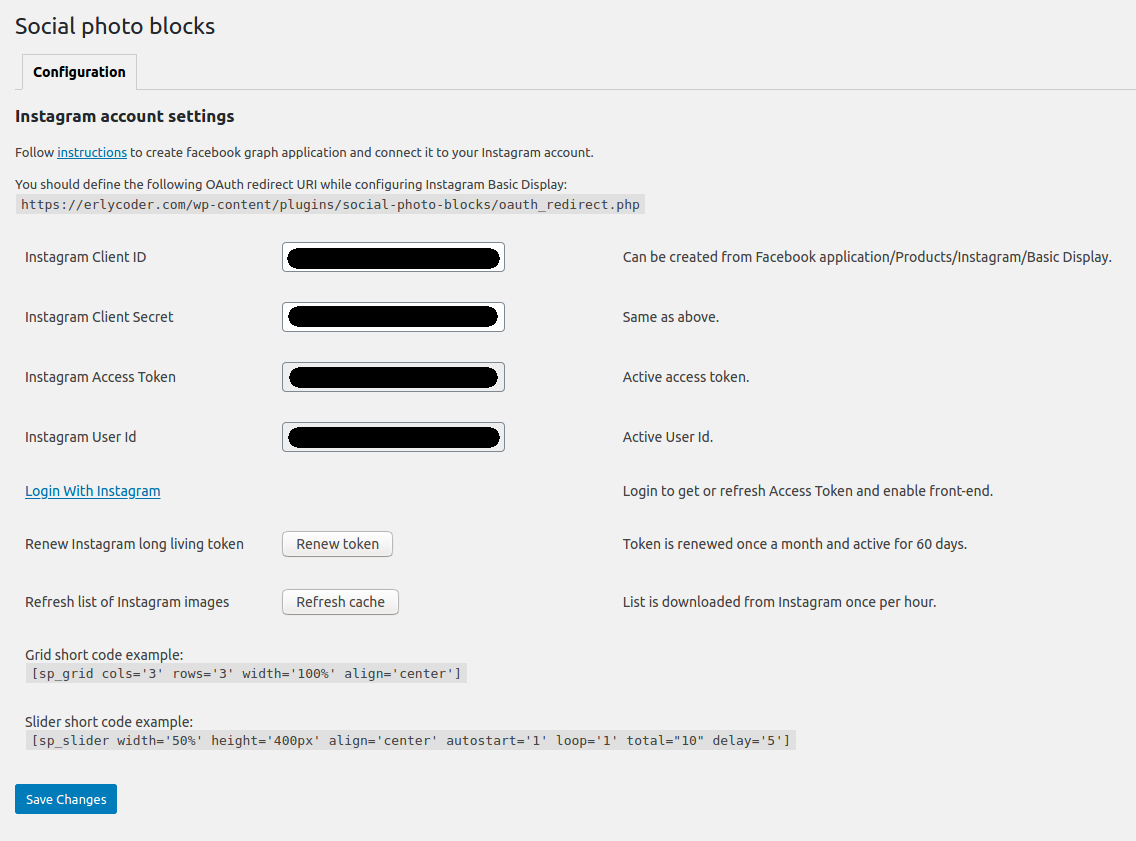 Social photo blocks
Configuration
Instagram account settings
Follow instructions to create facebook graph application and connect it to your Instagram account.
You should define the following OAuth redirect URI while configuring Instagram Basic Display:
https://erlycoder.com/wp-content/plugins/social-photo-blocks/oauth_redirect.php
Instagram Client ID Can be created from Facebook application/Products/Instagram/Basic Display.
Instagram Client Secret Same as above.
Instagram Access Token Active access token.
Instagram User Id Active User Id.
Login With Instagram Login to get or refresh Access Token and enable front-end.
Renew Instagram long living token Renew token Token is renewed once a month and active for 60 days.
Refresh list of Instagram images Refresh cache List is downloaded from Instagram once per hour.
Grid short code example:
[sp_grid cols='3' rows='3' width='100%' align='center']
Slider short code example:
[sp_slider width='50%' height='400px' align='center' autostart='1' loop='1' total="10" delay='5']
Save Changes